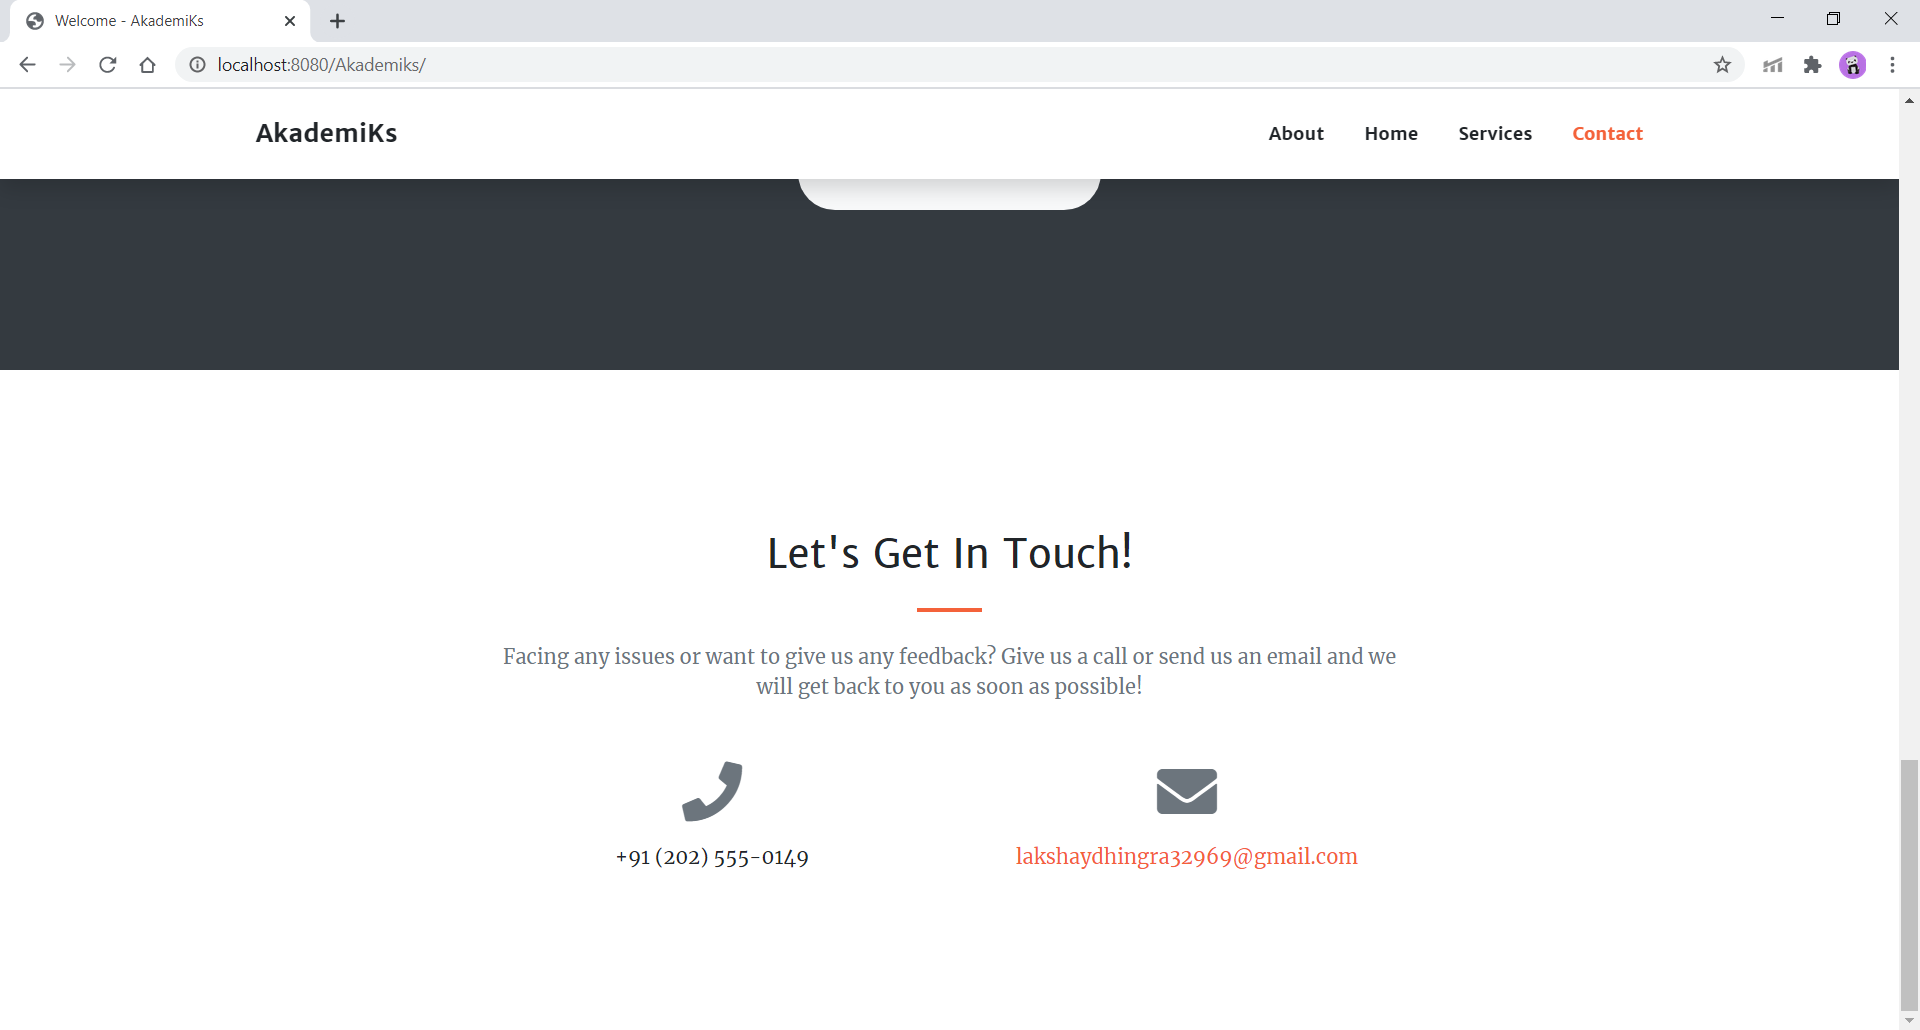 Welcome - AkademiKs
localhost:8080/Akademiks/
AkademiKs
About Home Services Contact
Let's Get In Touch!
Facing any issues or want to give us any feedback? Give us a call or send us an email and we
will get back to you as soon as possible!
+91 (202) 555-0149
lakshaydhingra32969@gmail.com